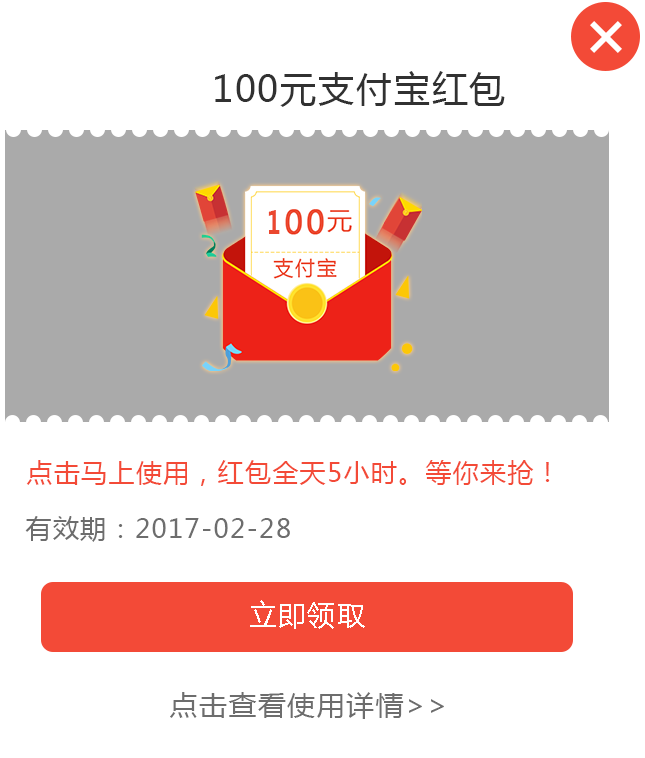 100元支付宝红包
100元
支付宝
点击马上使用，红包全天5小时。等你来抢！
有效期：2017-02-28
立即领取
点击查看使用详情>>